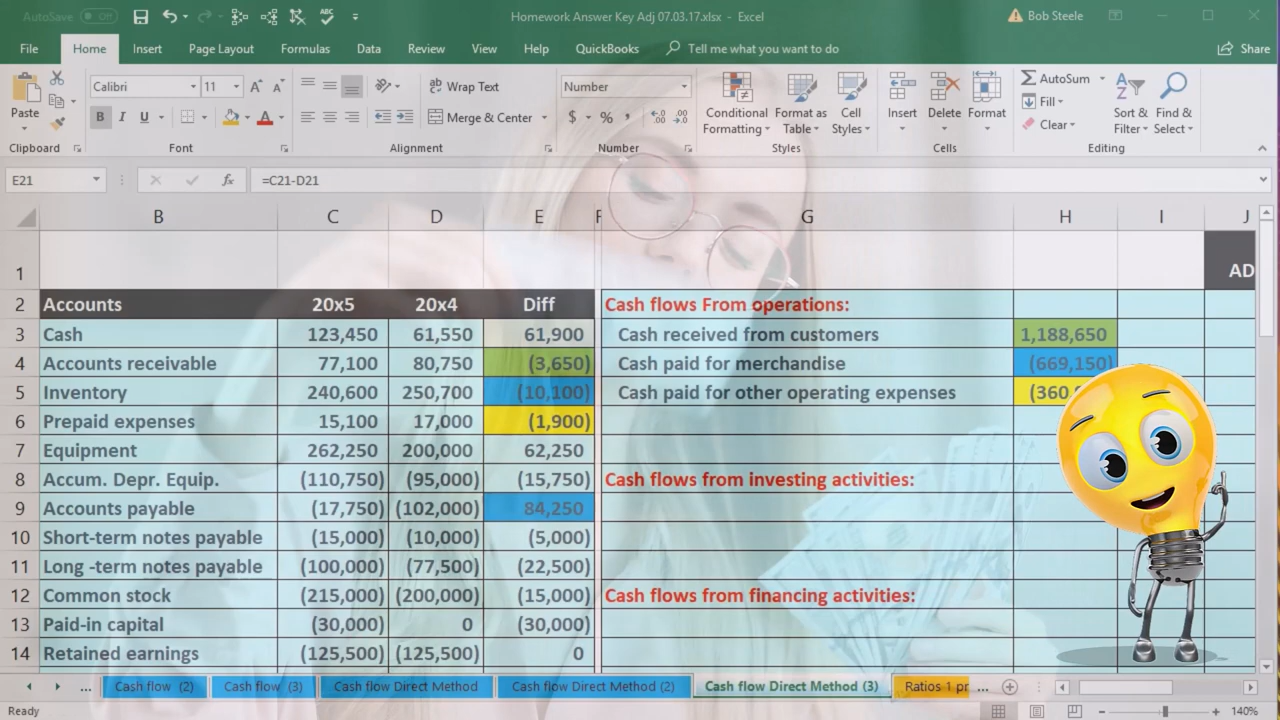 AutoSave Off Homework Answer Key Adj 07.03.17.xlsx - Excel Bob Steele
File Home Insert Page Layout Formulas Data Review View Help QuickBooks Tell me what you want to do Share
Paste
Clipboard
Calibri 11
B I U
Font
Wrap Text
Merge & Center
Alignment
Number
$ % ,
Number
Conditional Formatting
Format as Table
Cell Styles
Styles
Insert Delete Format
Cells
AutoSum
Fill
Clear
Sort & Filter
Find & Select
Editing
E21 fx =C21-D21
B C D E F G H I J
1 AD
2 Accounts 20x5 20x4 Diff Cash flows From operations:
3 Cash 123,450 61,550 61,900 Cash received from customers 1,188,650
4 Accounts receivable 77,100 80,750 (3,650) Cash paid for merchandise (669,150)
5 Inventory 240,600 250,700 (10,100) Cash paid for other operating expenses (360,
6 Prepaid expenses 15,100 17,000 (1,900)
7 Equipment 262,250 200,000 62,250
8 Accum. Depr. Equip. (110,750) (95,000) (15,750) Cash flows from investing activities:
9 Accounts payable (17,750) (102,000) 84,250
10 Short-term notes payable (15,000) (10,000) (5,000)
11 Long -term notes payable (100,000) (77,500) (22,500)
12 Common stock (215,000) (200,000) (15,000) Cash flows from financing activities:
13 Paid-in capital (30,000) 0 (30,000)
14 Retained earnings (125,500) (125,500) 0
... Cash flow (2) Cash flow (3) Cash flow Direct Method Cash flow Direct Method (2) Cash flow Direct Method (3) Ratios 1 pr ...
Ready 140%